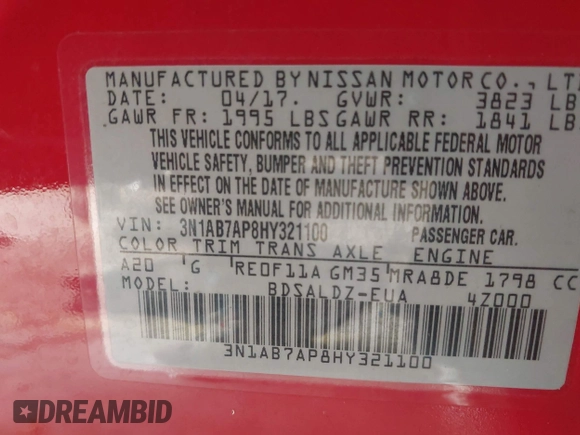 MANUFACTURED BY NISSAN MOTOR CO., LT
DATE: 04/17. GVWR: 3823 LB
GAWR FR: 1995 LBS GAWR RR: 1841 LB
THIS VEHICLE CONFORMS TO ALL APPLICABLE FEDERAL MOTOR
VEHICLE SAFETY, BUMPER AND THEFT PREVENTION STANDARDS
IN EFFECT ON THE DATE OF MANUFACTURE SHOWN ABOVE.
SEE OWNER'S MANUAL FOR ADDITIONAL INFORMATION.
VIN: 3N1AB7AP8HY321100 PASSENGER CAR.
COLOR TRIM TRANS AXLE ENGINE
A20 G RE0F11A GM35 MRA8DE 1798 CC
MODEL: BDSALDZ-EUA 4Z000
3N1AB7AP8HY321100
DREAMBID